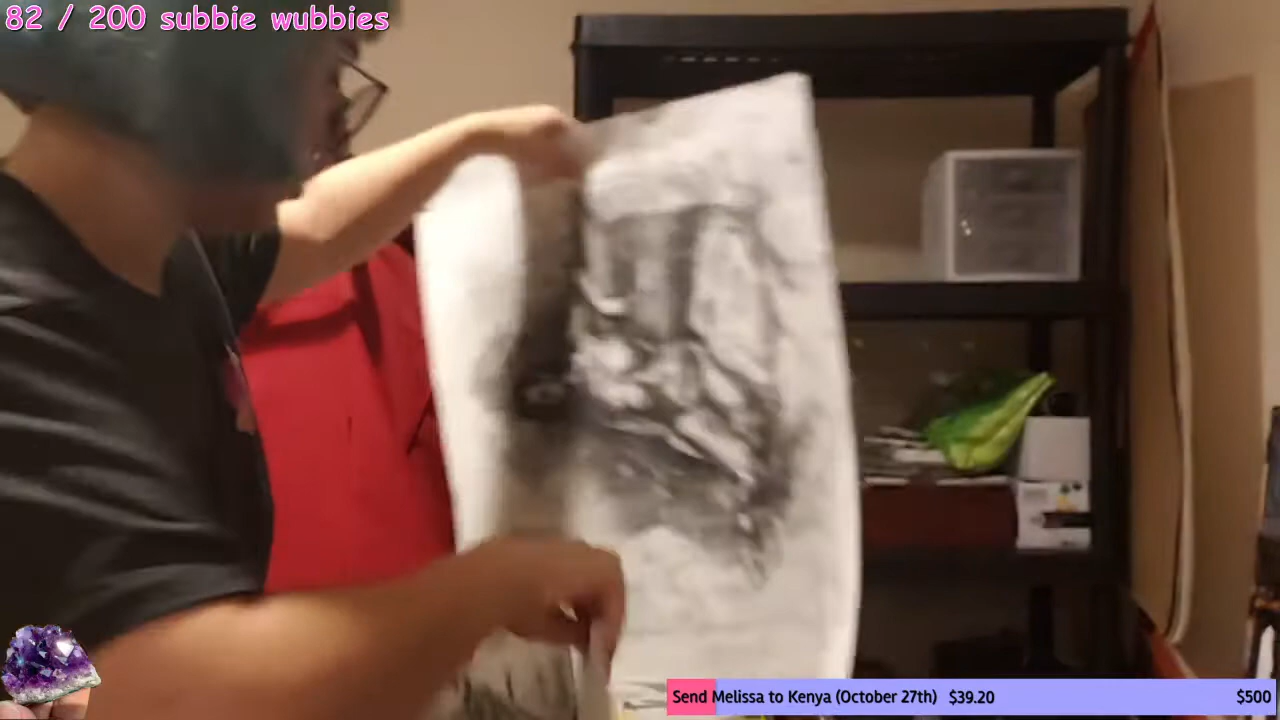 82 / 200 subbie wubbies
Send Melissa to Kenya (October 27th) $39.20 $500